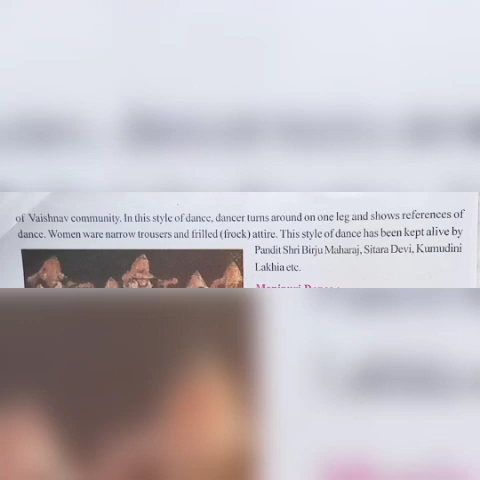 of Vaishnav community. In this style of dance, dancer turns around on one leg and shows references of
dance. Women ware narrow trousers and frilled (frock) attire. This style of dance has been kept alive by
Pandit Shri Birju Maharaj, Sitara Devi, Kumudini
Lakhia etc.